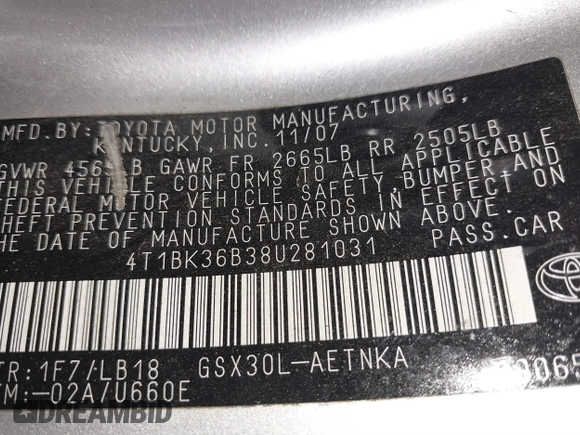 MFD. BY: TOYOTA MOTOR MANUFACTURING,
KENTUCKY, INC. 11/07
GVWR 4565LB GAWR FR 2665LB RR 2505LB
THIS VEHICLE CONFORMS TO ALL APPLICABLE
FEDERAL MOTOR VEHICLE SAFETY, BUMPER AND
THEFT PREVENTION STANDARDS IN EFFECT ON
THE DATE OF MANUFACTURE SHOWN ABOVE.
4T1BK36B38U281031 PASS. CAR
TR: 1F7/LB18 GSX30L-AETNKA
TM: -02A/U660E
DREAMBID